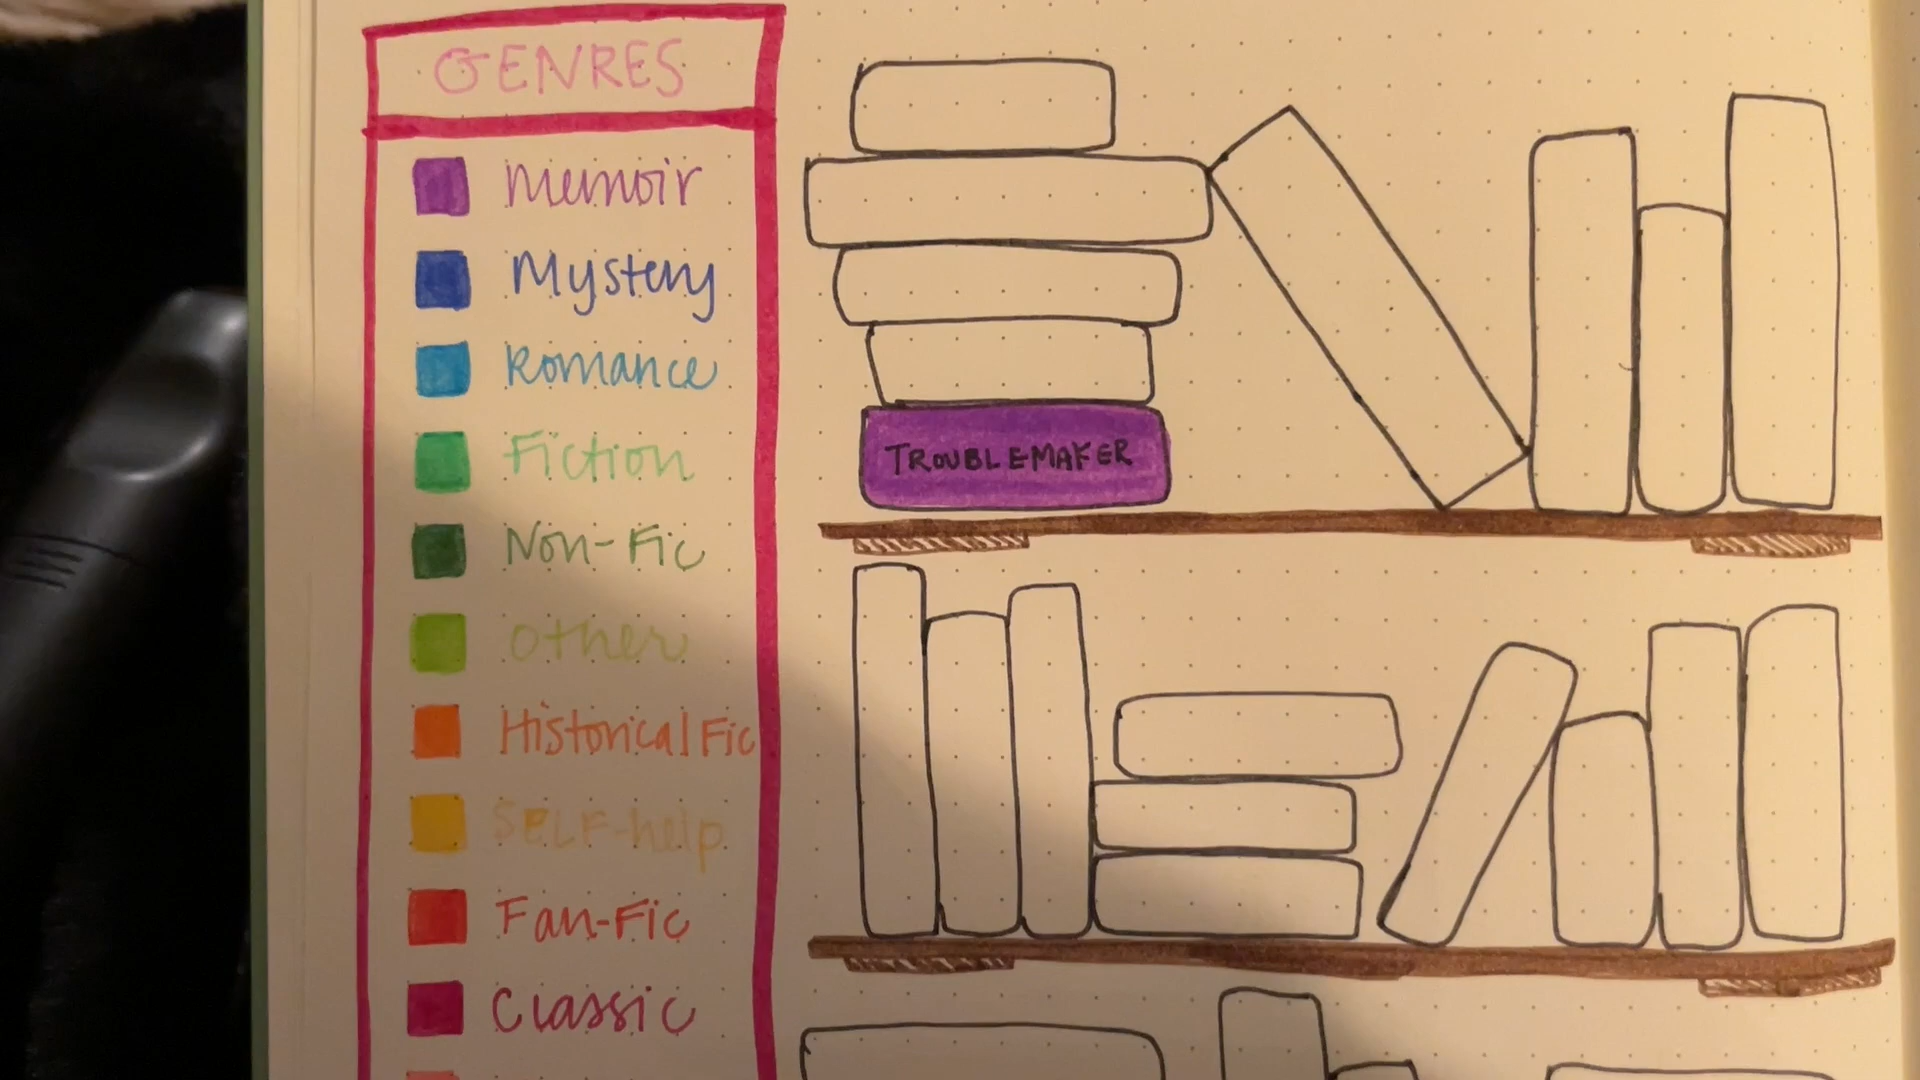 GENRES
Memoir
Mystery
Romance
Fiction
Non-Fic
Other
Historical Fic
SELF-help
Fan-Fic
Classic
TROUBLEMAKER